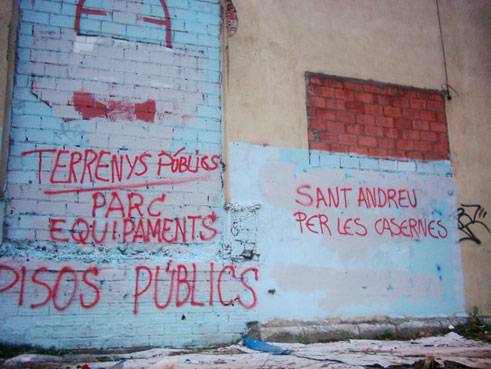 TERRENYS PÚBLICS
PARC
EQUIPAMENTS
PISOS PÚBLICS
SANT ANDREU
PER LES CASERNES